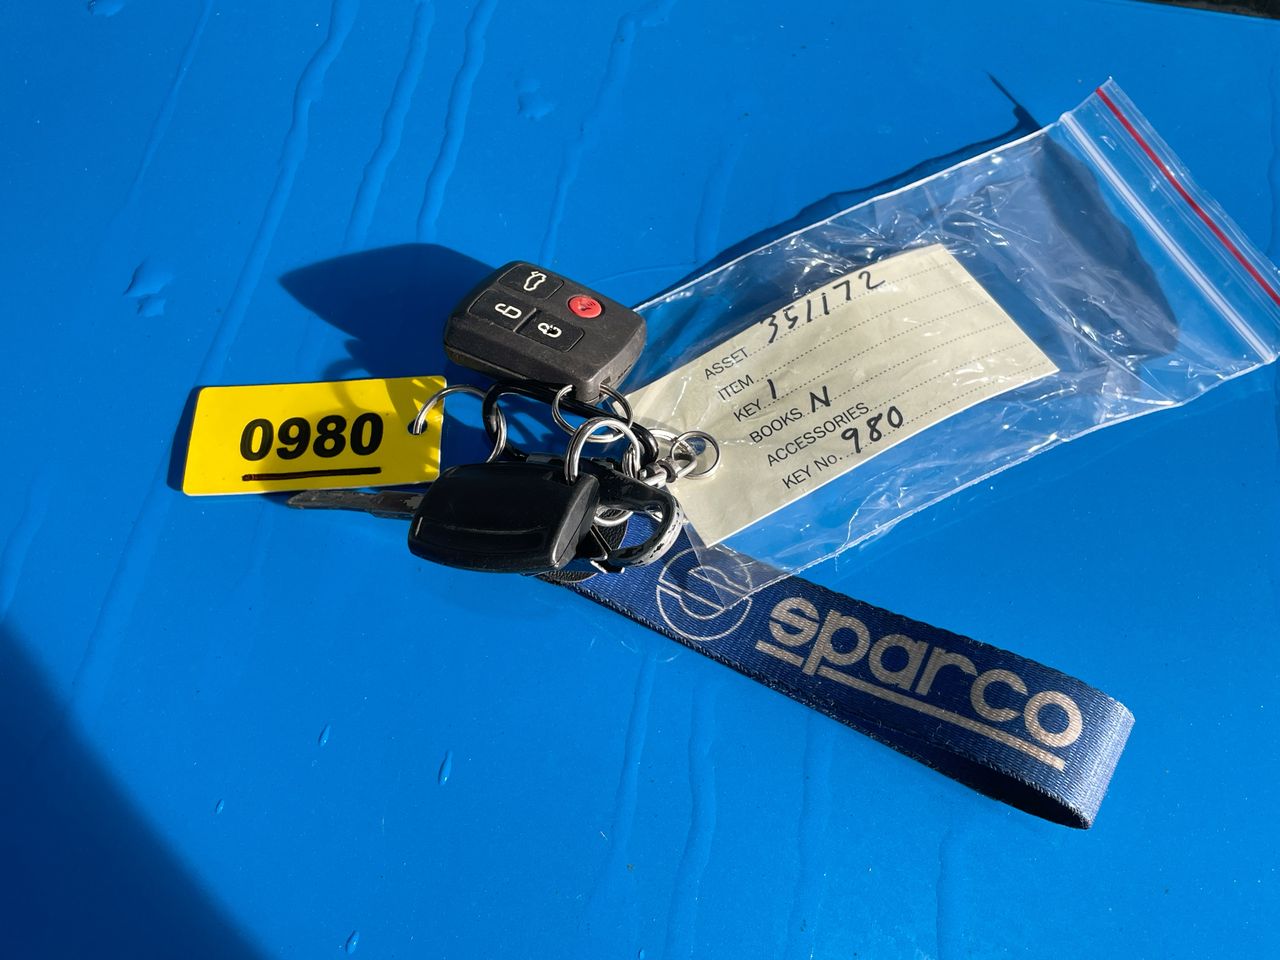 0980
ASSET 351172
ITEM
KEY 1
BOOKS N
ACCESSORIES
KEY No. 980
sparco